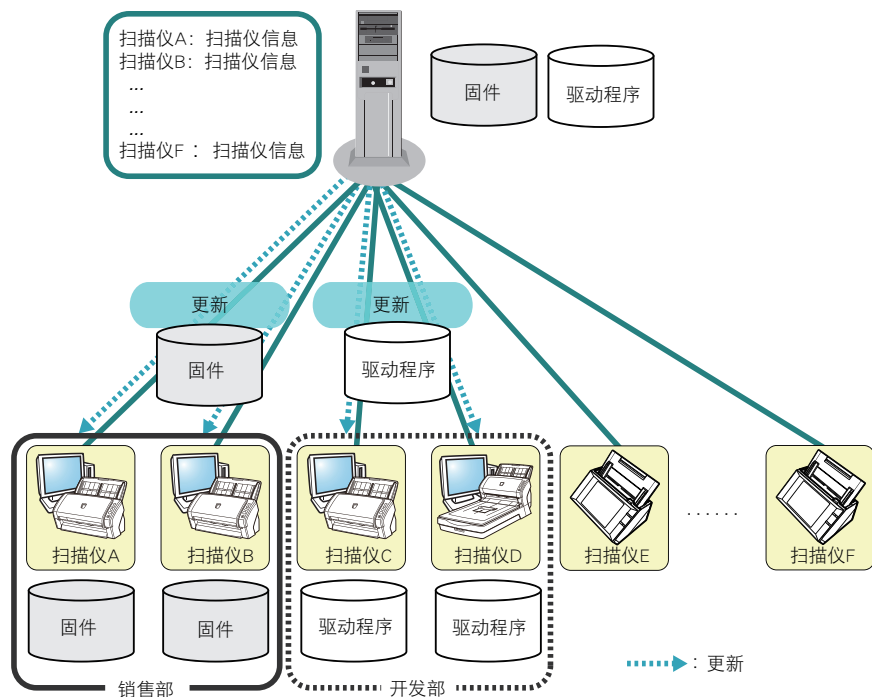 扫描仪A：扫描仪信息
扫描仪B：扫描仪信息
...
...
...
扫描仪F ： 扫描仪信息
固件
驱动程序
更新
更新
固件
驱动程序
扫描仪A
扫描仪B
扫描仪C
扫描仪D
扫描仪E
······
扫描仪F
固件
固件
驱动程序
驱动程序
销售部
开发部
：更新